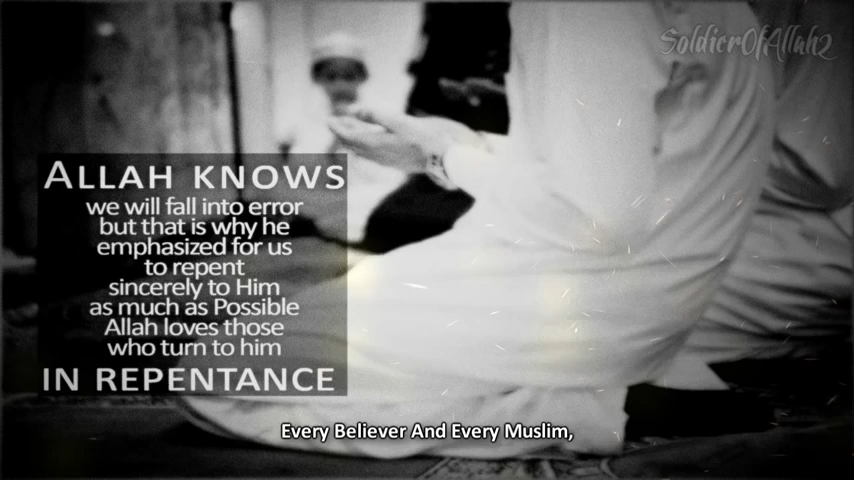 SoldierOfAllah2
ALLAH KNOWS
we will fall into error
but that is why he
emphasized for us
to repent
sincerely to Him
as much as Possible
Allah loves those
who turn to him
IN REPENTANCE
Every Believer And Every Muslim,